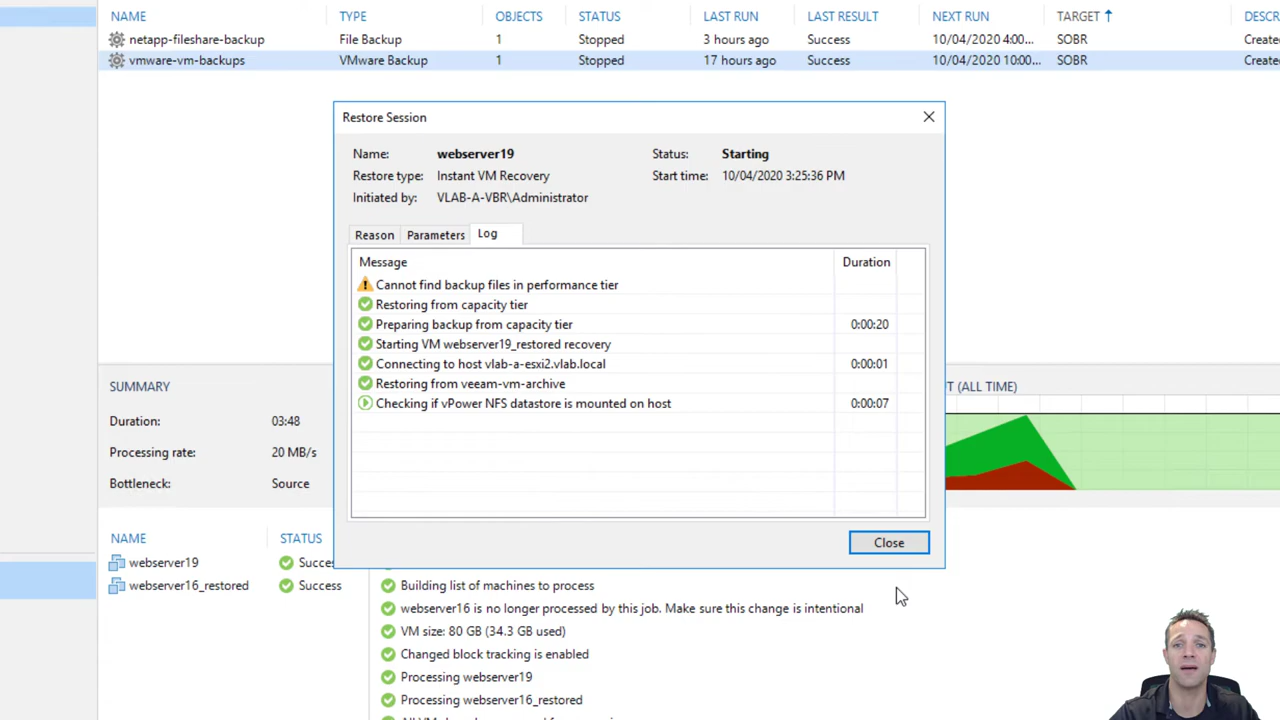 NAME TYPE OBJECTS STATUS LAST RUN LAST RESULT NEXT RUN TARGET DESCR
netapp-fileshare-backup File Backup 1 Stopped 3 hours ago Success 10/04/2020 4:00... SOBR Create
vmware-vm-backups VMware Backup 1 Stopped 17 hours ago Success 10/04/2020 10:00... SOBR Create
Restore Session
Name: webserver19 Status: Starting
Restore type: Instant VM Recovery Start time: 10/04/2020 3:25:36 PM
Initiated by: VLAB-A-VBR\Administrator
Reason Parameters Log
Message Duration
Cannot find backup files in performance tier
Restoring from capacity tier
Preparing backup from capacity tier 0:00:20
Starting VM webserver19_restored recovery
Connecting to host vlab-a-esxi2.vlab.local 0:00:01
Restoring from veeam-vm-archive
Checking if vPower NFS datastore is mounted on host 0:00:07
Close
SUMMARY T (ALL TIME)
Duration: 03:48
Processing rate: 20 MB/s
Bottleneck: Source
NAME STATUS
webserver19 Succes
webserver16_restored Success
Building list of machines to process
webserver16 is no longer processed by this job. Make sure this change is intentional
VM size: 80 GB (34.3 GB used)
Changed block tracking is enabled
Processing webserver19
Processing webserver16_restored